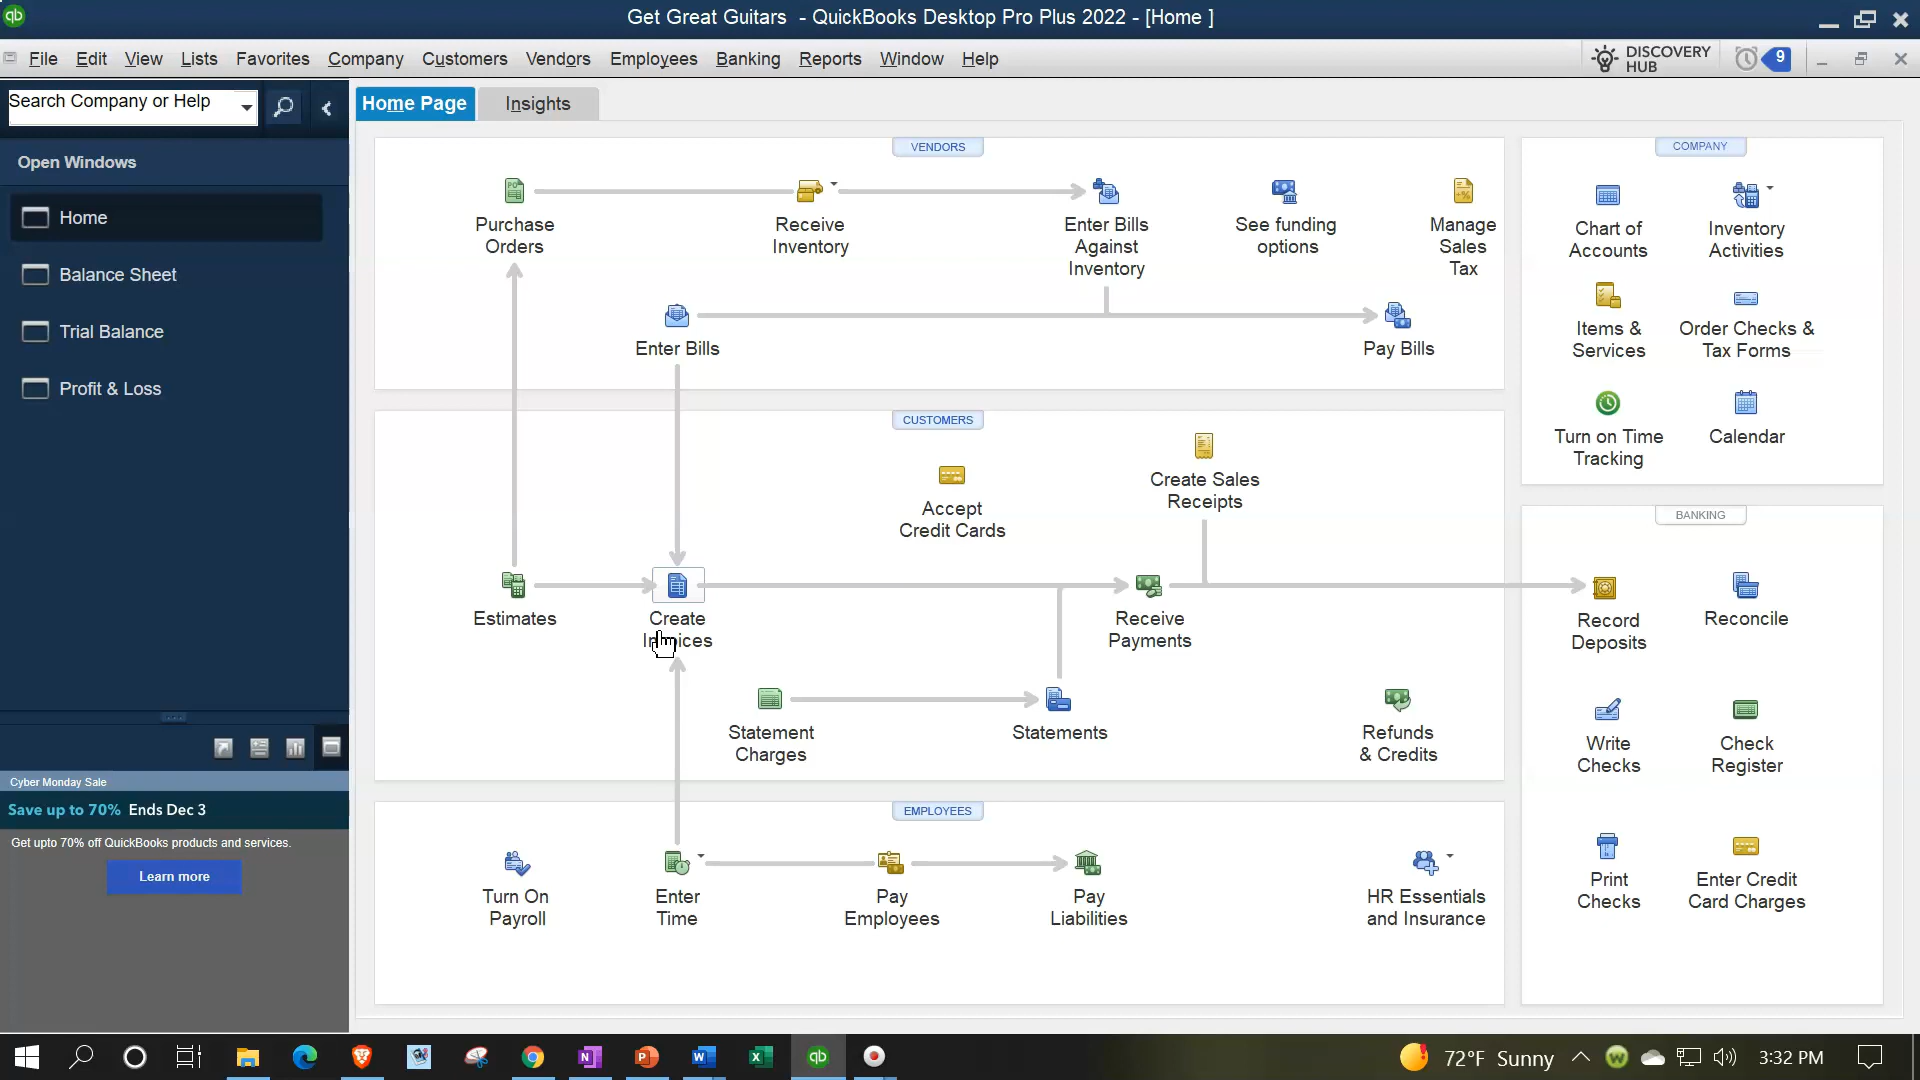 qb
Get Great Guitars - QuickBooks Desktop Pro Plus 2022 - [Home ]
File Edit View Lists Favorites Company Customers Vendors Employees Banking Reports Window Help
DISCOVERY
HUB
9
Search Company or Help
Home Page
Insights
Open Windows
Home
Balance Sheet
Trial Balance
Profit & Loss
Cyber Monday Sale
Save up to 70% Ends Dec 3
Get upto 70% off QuickBooks products and services.
Learn more
VENDORS
Purchase
Orders
Receive
Inventory
Enter Bills
Against
Inventory
See funding
options
Manage
Sales
Tax
Enter Bills
Pay Bills
CUSTOMERS
Accept
Credit Cards
Create Sales
Receipts
Estimates
Create
Invoices
Receive
Payments
Statement
Charges
Statements
Refunds
& Credits
EMPLOYEES
Turn On
Payroll
Enter
Time
Pay
Employees
Pay
Liabilities
HR Essentials
and Insurance
COMPANY
Chart of
Accounts
Inventory
Activities
Items &
Services
Order Checks &
Tax Forms
Turn on Time
Tracking
Calendar
BANKING
Record
Deposits
Reconcile
Write
Checks
Check
Register
Print
Checks
Enter Credit
Card Charges
72°F Sunny
3:32 PM